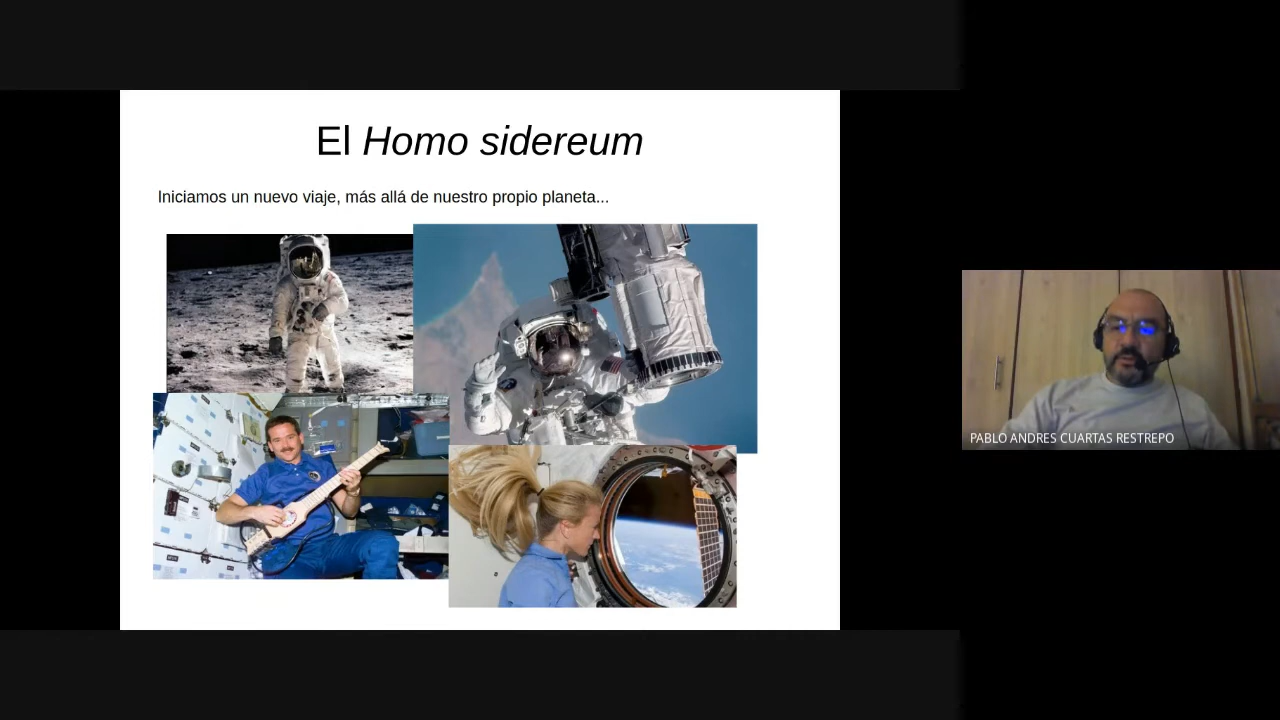 El Homo sidereum
Iniciamos un nuevo viaje, más allá de nuestro propio planeta...
PABLO ANDRES CUARTAS RESTREPO